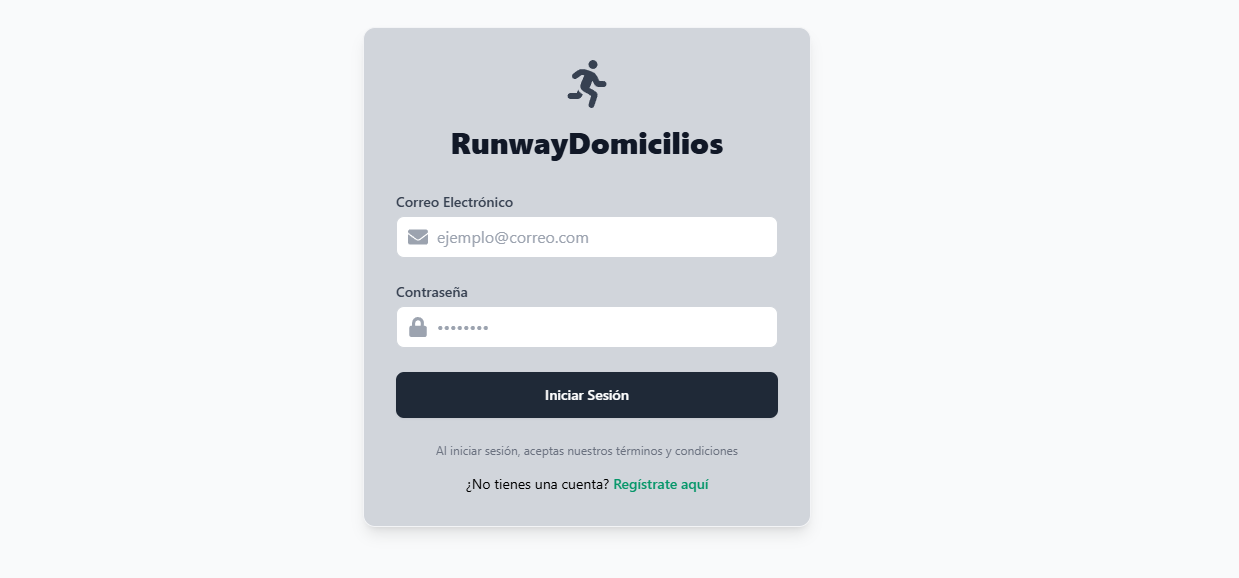 RunwayDomicilios
Correo Electrónico
ejemplo@correo.com
Contraseña
••••••••
Iniciar Sesión
Al iniciar sesión, aceptas nuestros términos y condiciones
¿No tienes una cuenta? Regístrate aquí